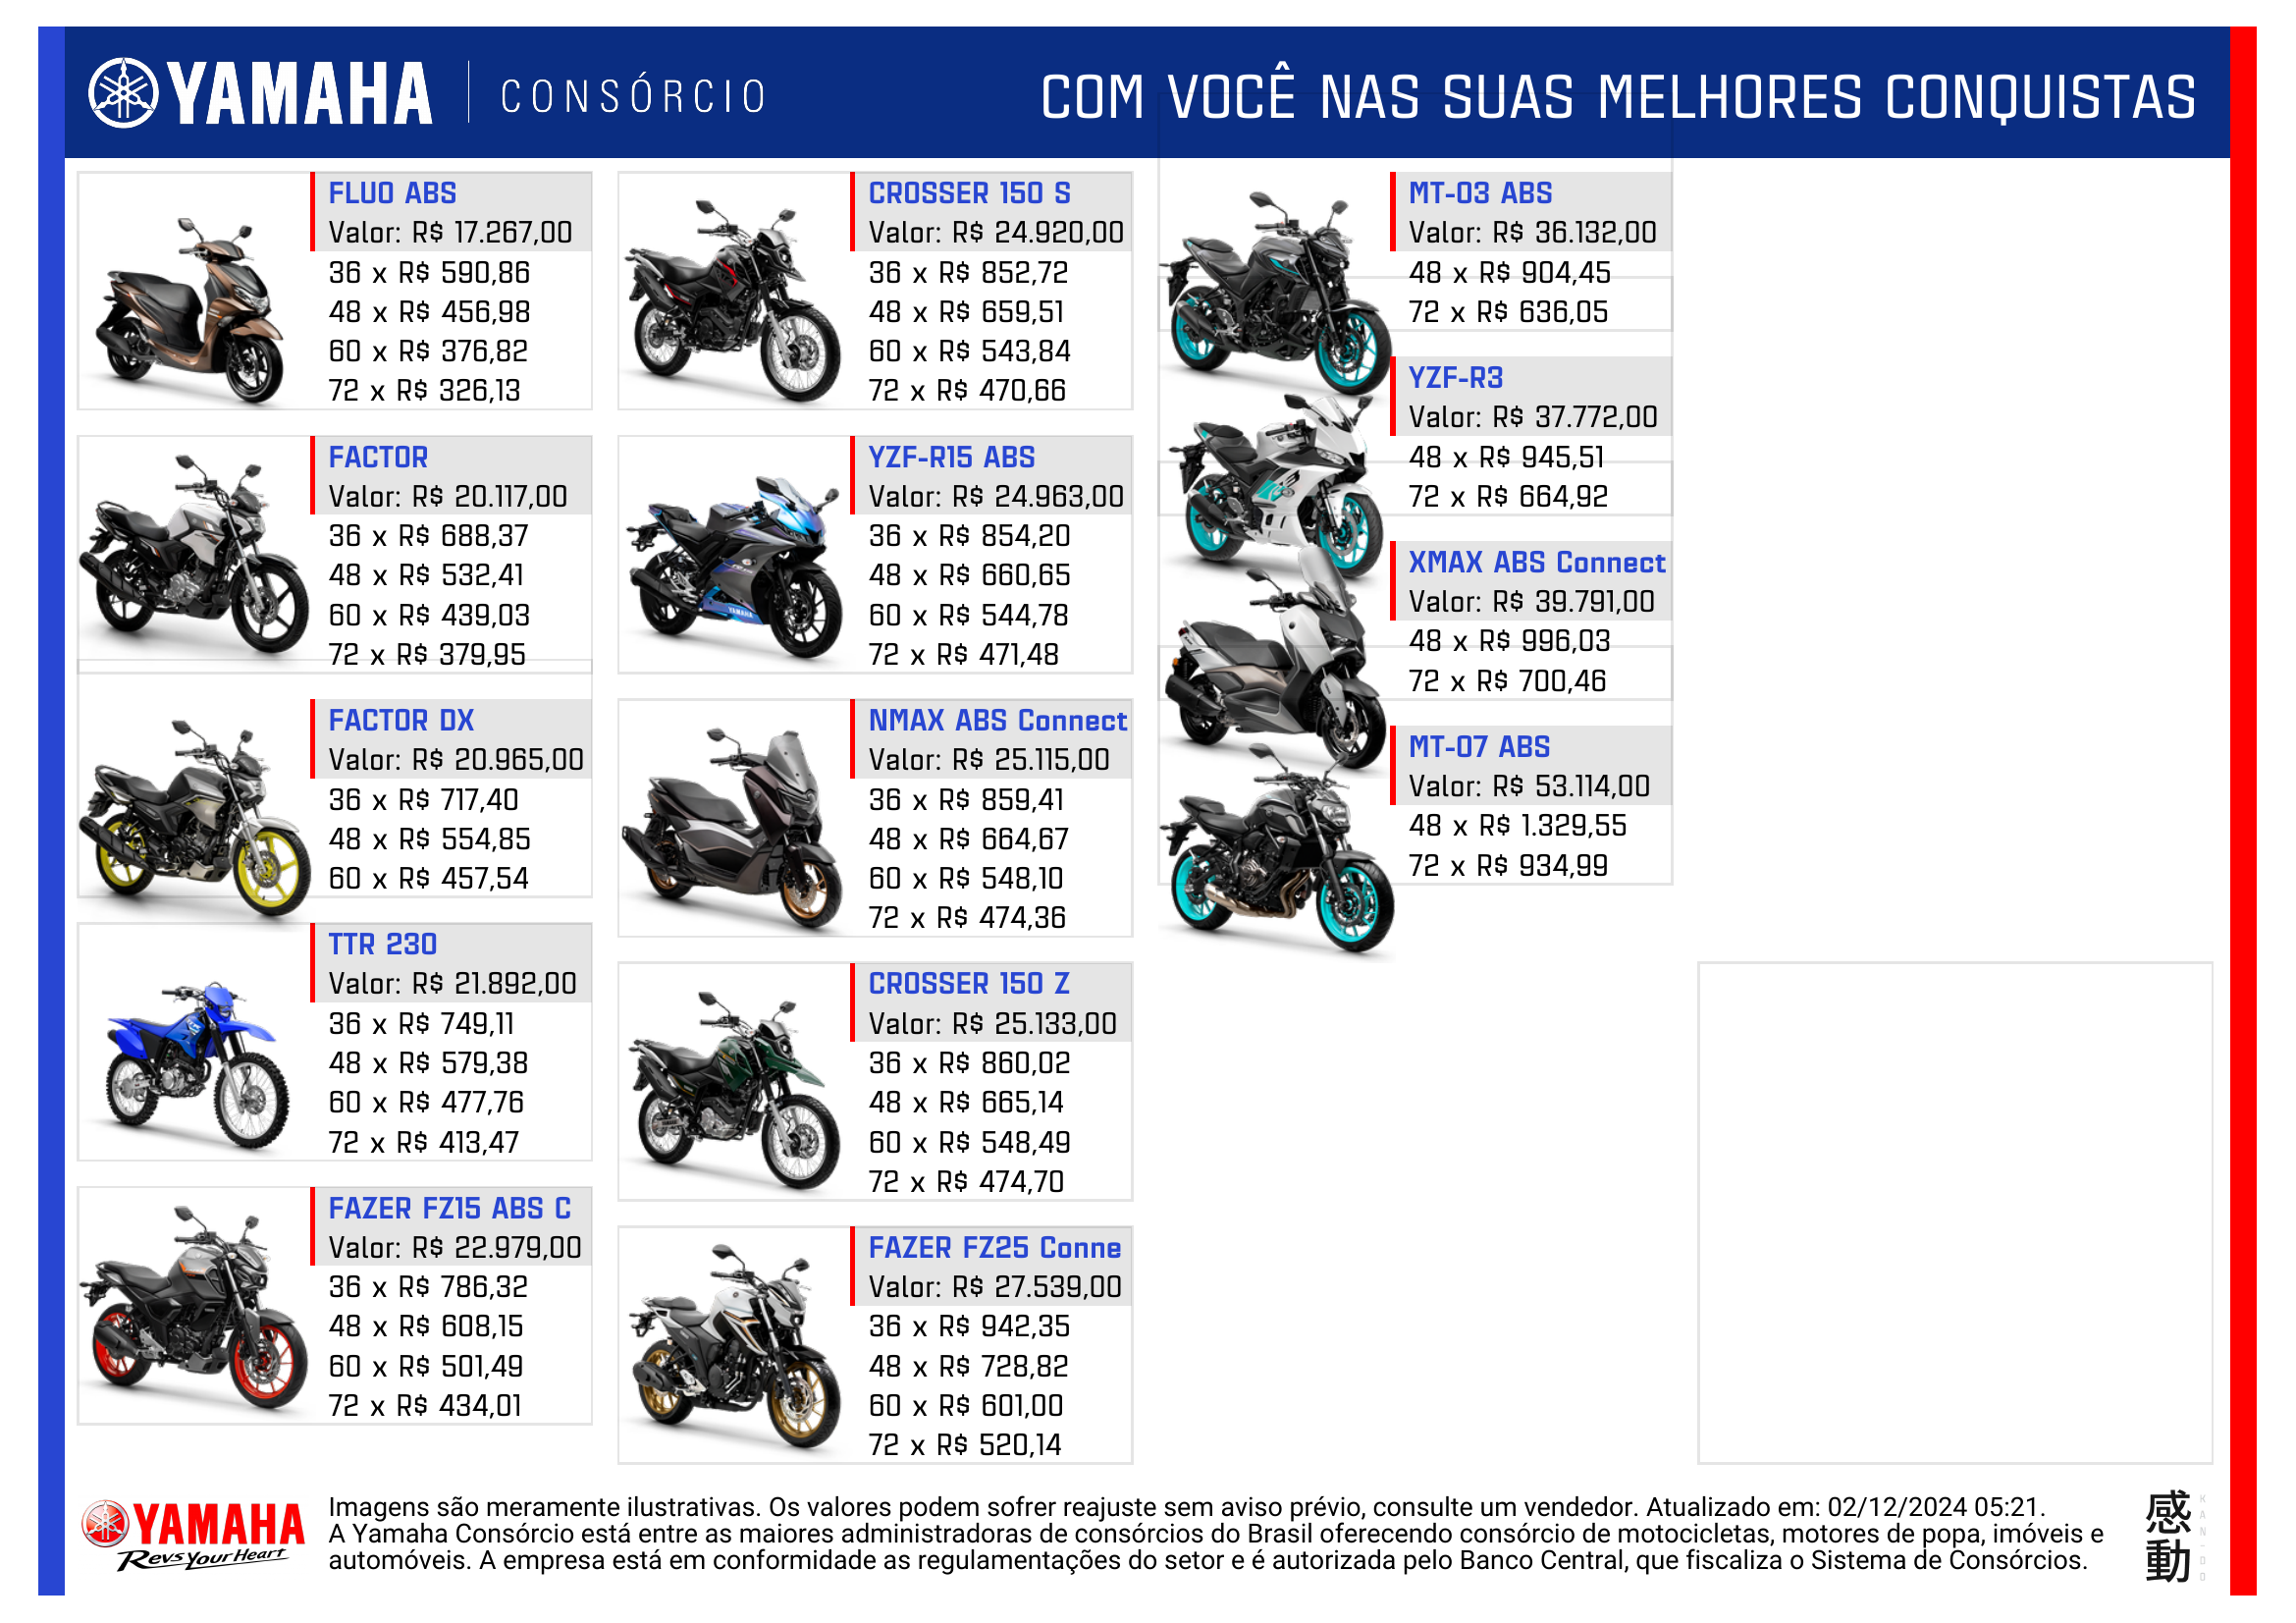 YAMAHA CONSÓRCIO
COM VOCÊ NAS SUAS MELHORES CONQUISTAS
FLUO ABS
Valor: R$ 17.267,00
36 x R$ 590,86
48 x R$ 456,98
60 x R$ 376,82
72 x R$ 326,13
FACTOR
Valor: R$ 20.117,00
36 x R$ 688,37
48 x R$ 532,41
60 x R$ 439,03
72 x R$ 379,95
FACTOR DX
Valor: R$ 20.965,00
36 x R$ 717,40
48 x R$ 554,85
60 x R$ 457,54
TTR 230
Valor: R$ 21.892,00
36 x R$ 749,11
48 x R$ 579,38
60 x R$ 477,76
72 x R$ 413,47
FAZER FZ15 ABS C
Valor: R$ 22.979,00
36 x R$ 786,32
48 x R$ 608,15
60 x R$ 501,49
72 x R$ 434,01
CROSSER 150 S
Valor: R$ 24.920,00
36 x R$ 852,72
48 x R$ 659,51
60 x R$ 543,84
72 x R$ 470,66
YZF-R15 ABS
Valor: R$ 24.963,00
36 x R$ 854,20
48 x R$ 660,65
60 x R$ 544,78
72 x R$ 471,48
YAMAHA
NMAX ABS Connect
Valor: R$ 25.115,00
36 x R$ 859,41
48 x R$ 664,67
60 x R$ 548,10
72 x R$ 474,36
CROSSER 150 Z
Valor: R$ 25.133,00
36 x R$ 860,02
48 x R$ 665,14
60 x R$ 548,49
72 x R$ 474,70
FAZER FZ25 Conne
Valor: R$ 27.539,00
36 x R$ 942,35
48 x R$ 728,82
60 x R$ 601,00
72 x R$ 520,14
MT-03 ABS
Valor: R$ 36.132,00
48 x R$ 904,45
72 x R$ 636,05
YZF-R3
Valor: R$ 37.772,00
48 x R$ 945,51
72 x R$ 664,92
XMAX ABS Connect
Valor: R$ 39.791,00
48 x R$ 996,03
72 x R$ 700,46
MT-07 ABS
Valor: R$ 53.114,00
48 x R$ 1.329,55
72 x R$ 934,99
YAMAHA
Revs Your Heart
Imagens são meramente ilustrativas. Os valores podem sofrer reajuste sem aviso prévio, consulte um vendedor. Atualizado em: 02/12/2024 05:21.
A Yamaha Consórcio está entre as maiores administradoras de consórcios do Brasil oferecendo consórcio de motocicletas, motores de popa, imóveis e
automóveis. A empresa está em conformidade as regulamentações do setor e é autorizada pelo Banco Central, que fiscaliza o Sistema de Consórcios.
感動
KAN-DO